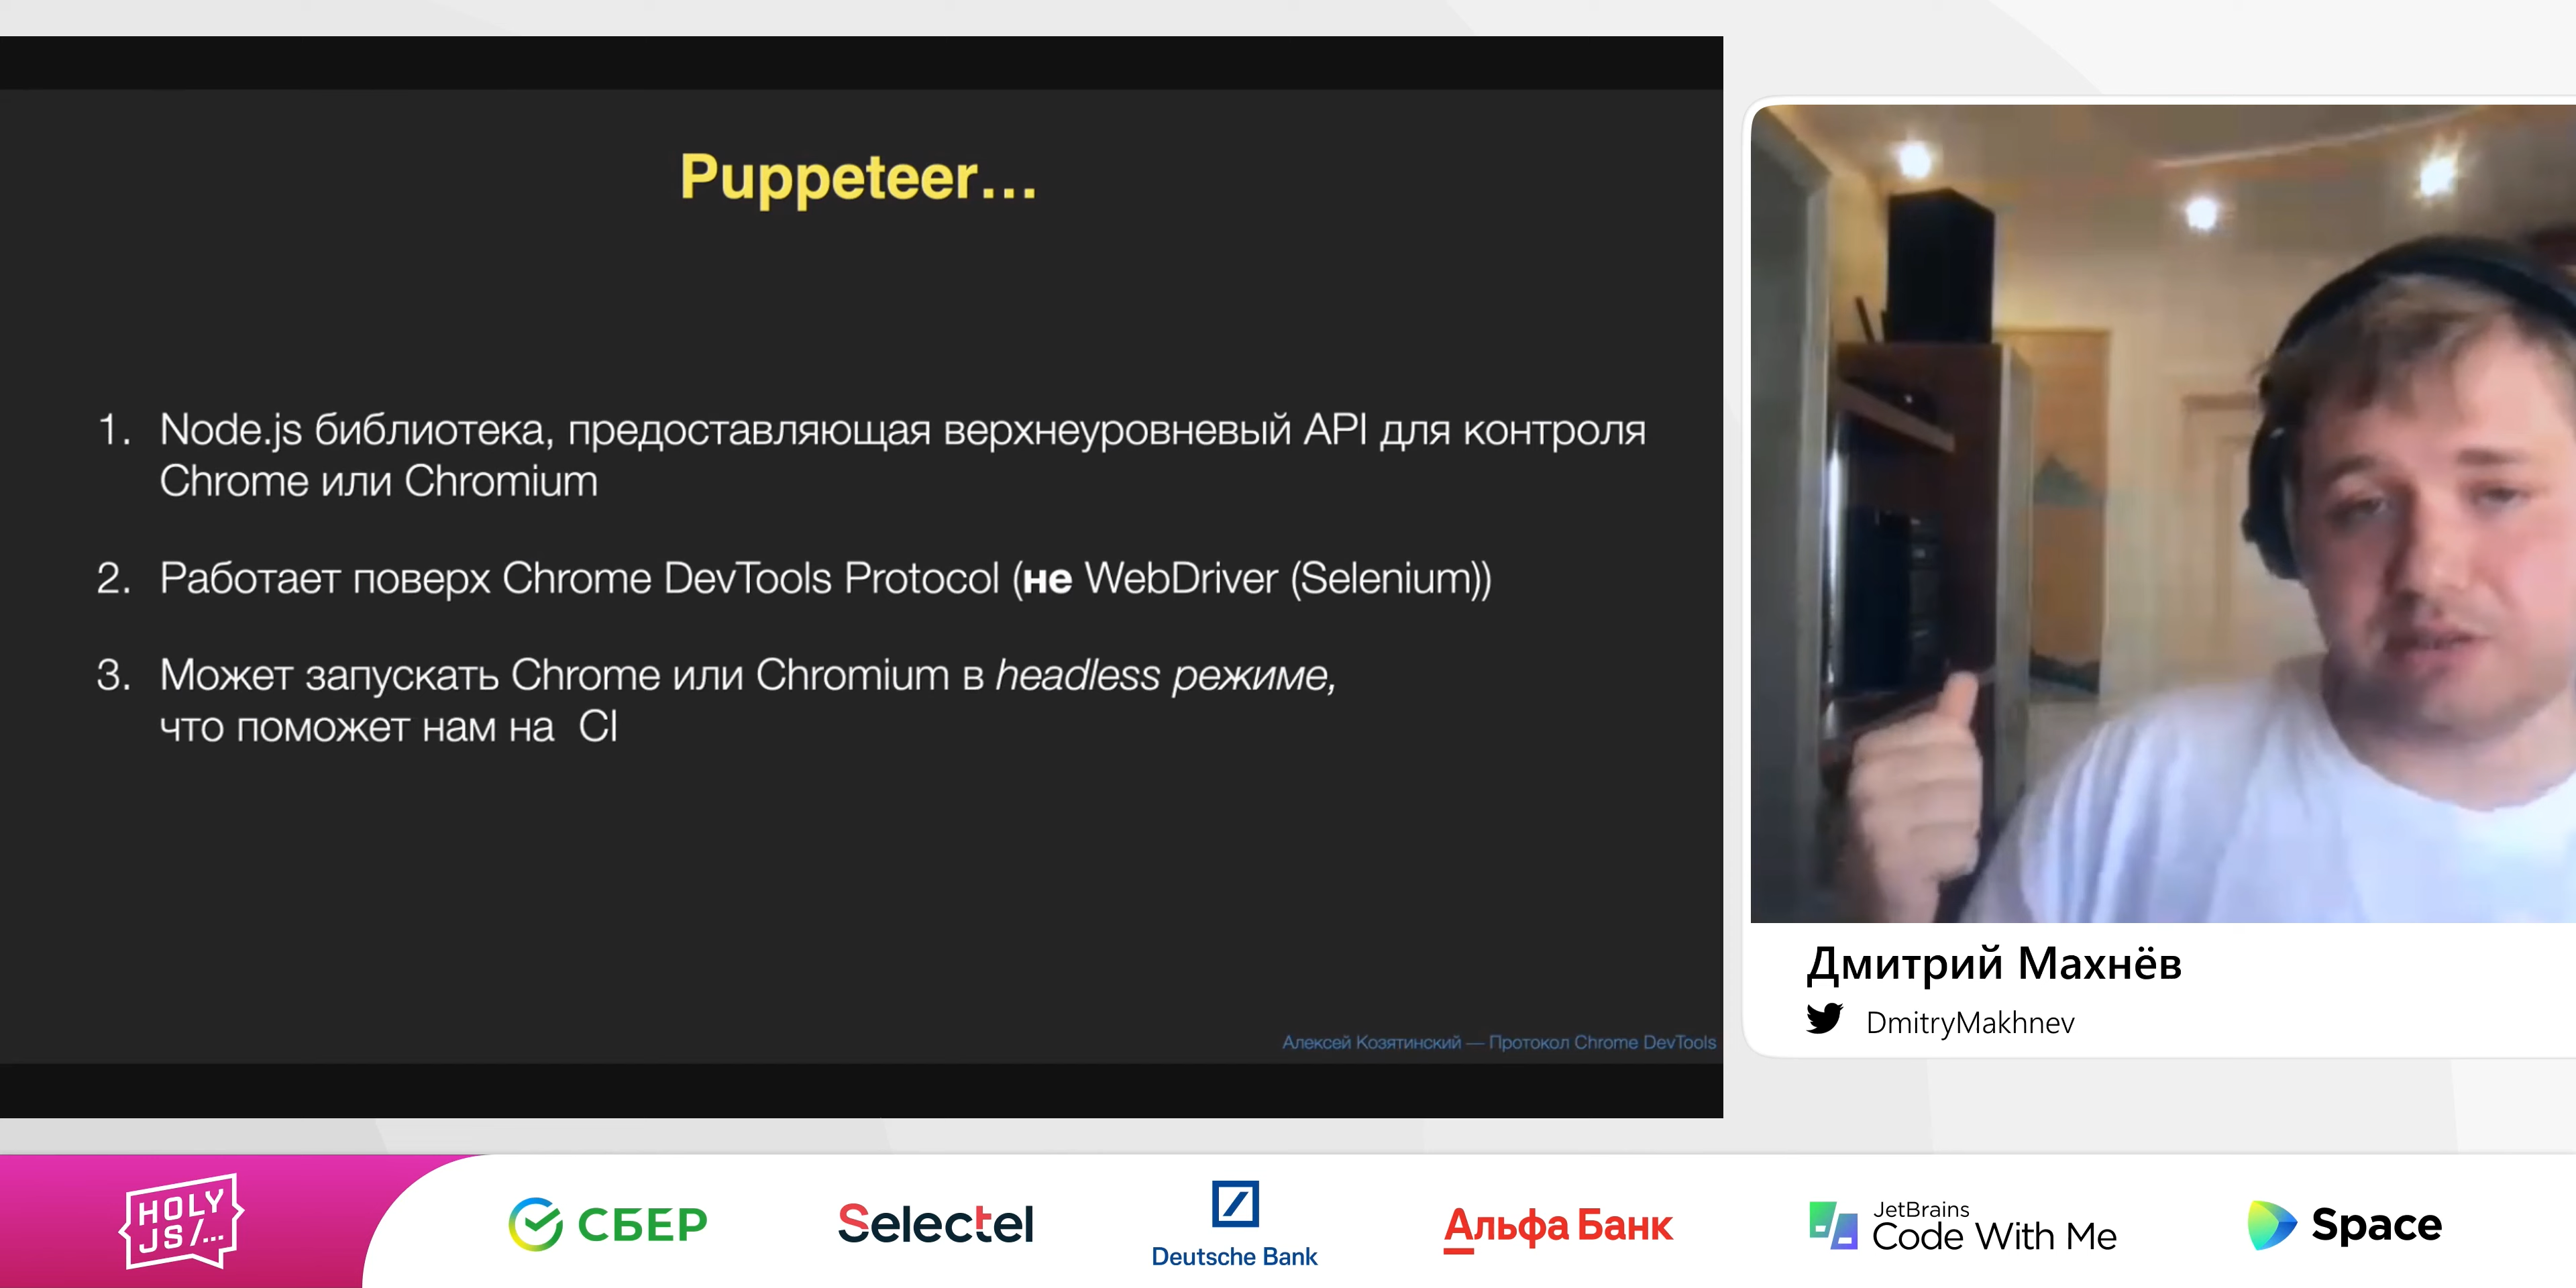 Puppeteer...
1. Node.js библиотека, предоставляющая верхнеуровневый API для контроля
Chrome или Chromium
2. Работает поверх Chrome DevTools Protocol (не WebDriver (Selenium))
3. Может запускать Chrome или Chromium в headless режиме,
что поможет нам на CI
Алексей Козятинский — Протокол Chrome DevTools
Дмитрий Махнёв
DmitryMakhnev
HOLY
JS/...
СБЕР
Selectel
Deutsche Bank
Альфа Банк
JetBrains
Code With Me
Space